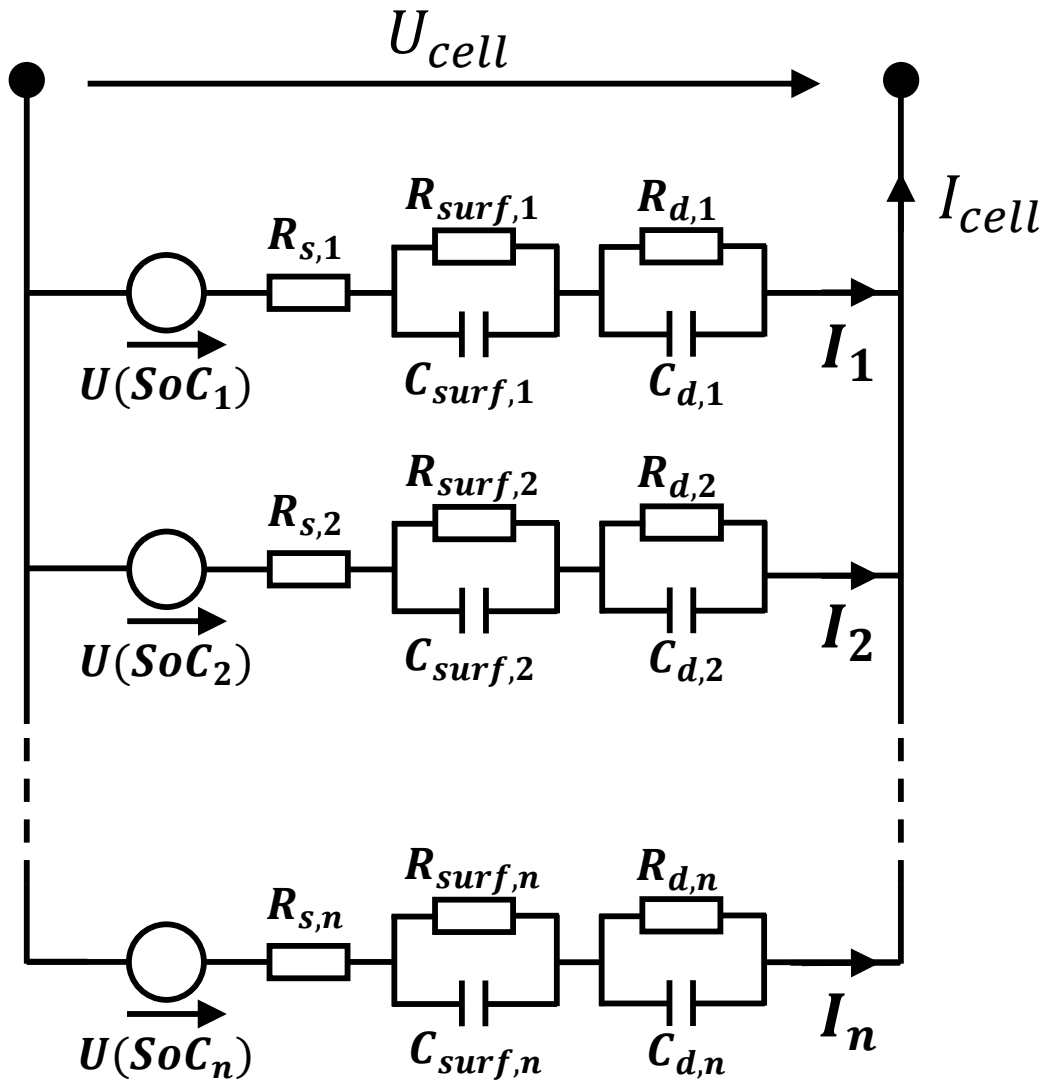 U_cell
I_cell
R_s,1
R_surf,1
R_d,1
U(SoC_1)
C_surf,1
C_d,1
I_1
R_s,2
R_surf,2
R_d,2
U(SoC_2)
C_surf,2
C_d,2
I_2
R_s,n
R_surf,n
R_d,n
U(SoC_n)
C_surf,n
C_d,n
I_n